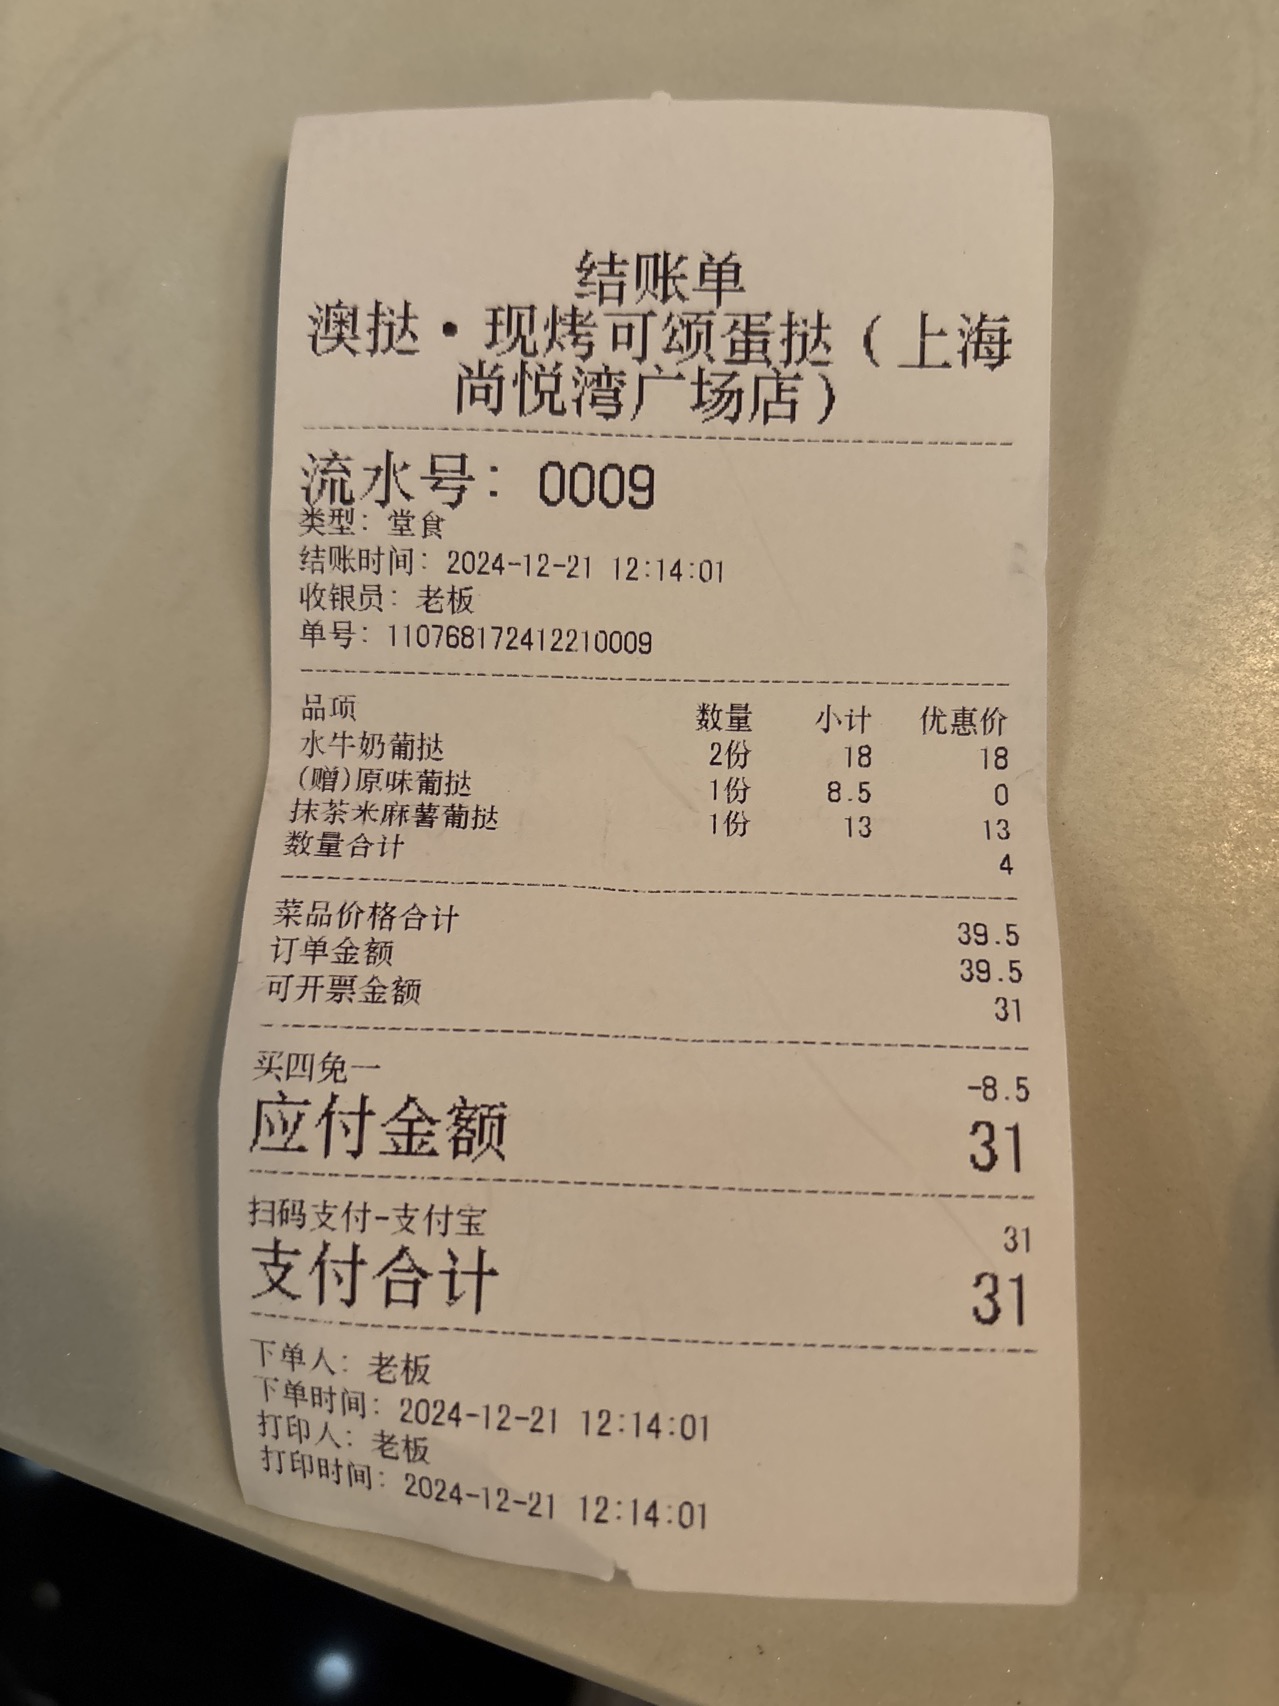 结账单
澳挞·现烤可颂蛋挞（上海
尚悦湾广场店）
流水号：0009
类型：堂食
结账时间：2024-12-21 12:14:01
收银员：老板
单号：110768172412210009
品项 数量 小计 优惠价
水牛奶葡挞 2份 18 18
(赠)原味葡挞 1份 8.5 0
抹茶米麻薯葡挞 1份 13 13
数量合计 4
菜品价格合计 39.5
订单金额 39.5
可开票金额 31
买四免一 -8.5
应付金额 31
扫码支付-支付宝 31
支付合计 31
下单人：老板
下单时间：2024-12-21 12:14:01
打印人：老板
打印时间：2024-12-21 12:14:01